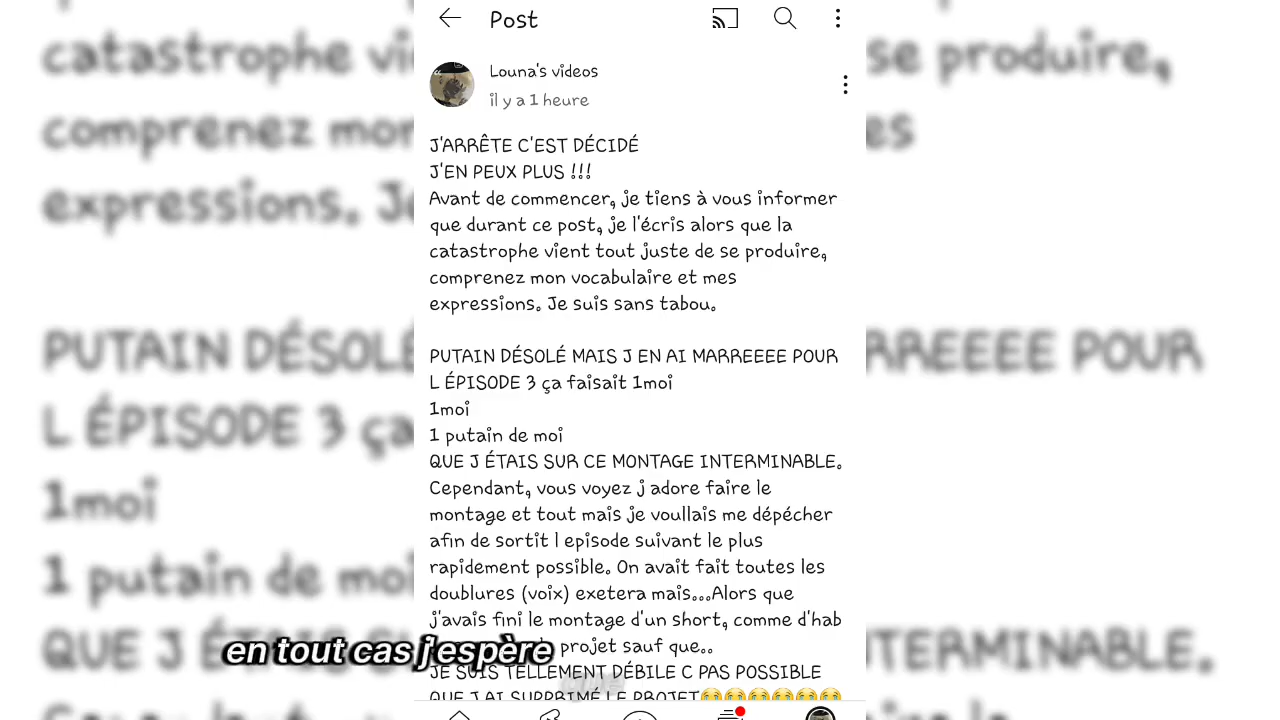 Post
Louna's videos
il y a 1 heure
J'ARRÊTE C'EST DÉCIDÉ
J'EN PEUX PLUS !!!
Avant de commencer, je tiens à vous informer
que durant ce post, je l'écris alors que la
catastrophe vient tout juste de se produire,
comprenez mon vocabulaire et mes
expressions. Je suis sans tabou.
PUTAIN DÉSOLÉ MAIS J EN AI MARREEEE POUR
L ÉPISODE 3 ça faisait 1moi
1moi
1 putain de moi
QUE J ÉTAIS SUR CE MONTAGE INTERMINABLE.
Cependant, vous voyez j adore faire le
montage et tout mais je voullais me dépécher
afin de sortit l episode suivant le plus
rapidement possible. On avait fait toutes les
doublures (voix) exetera mais...Alors que
j'avais fini le montage d'un short, comme d'hab
projet sauf que..
en tout cas j'espère
JE SUIS TELLEMENT DÉBILE C PAS POSSIBLE
QUE J AI SUPPRIMÉ LE PROJET😭😭😭😭😭😭